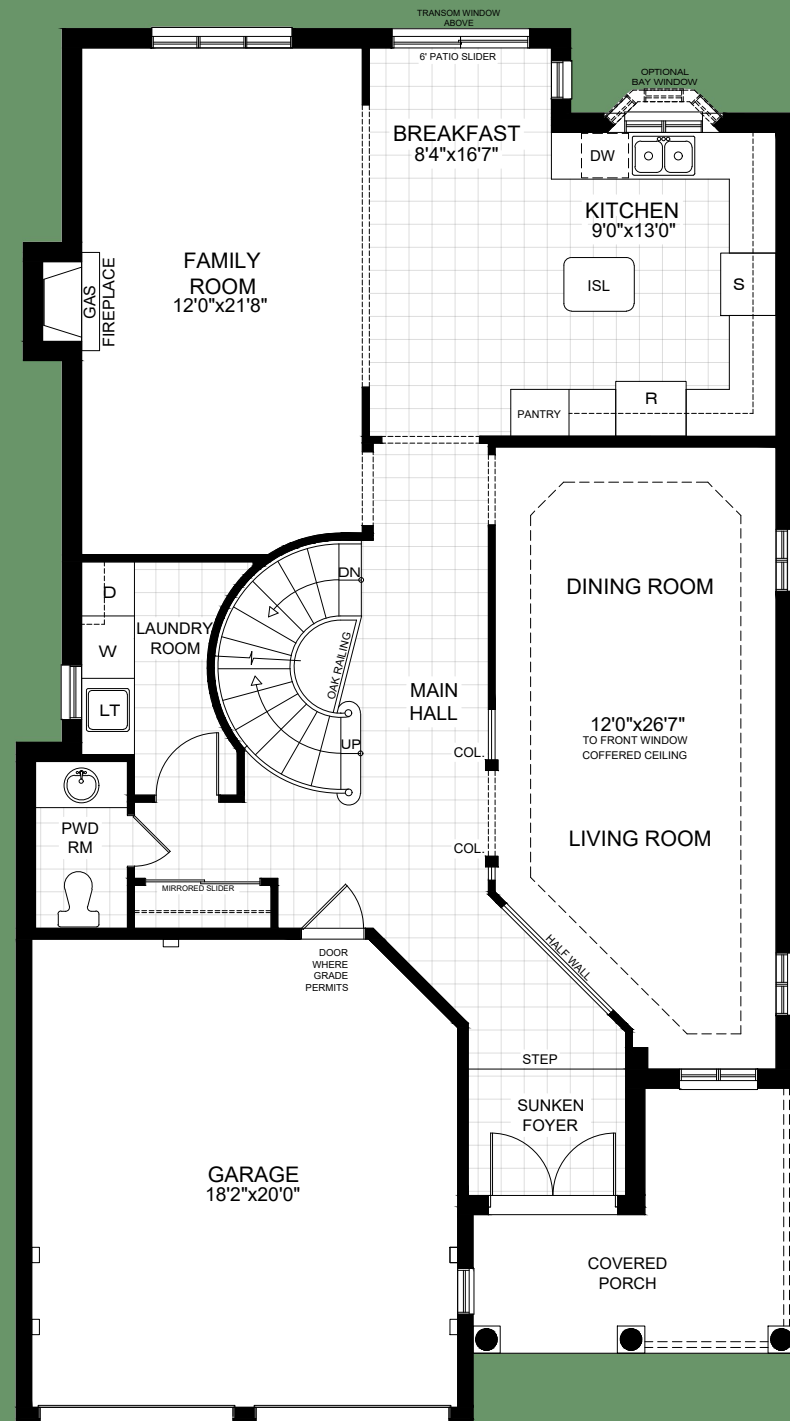 TRANSOM WINDOW
ABOVE
6' PATIO SLIDER
OPTIONAL
BAY WINDOW
BREAKFAST
8'4"x16'7"
DW
KITCHEN
9'0"x13'0"
FAMILY
ROOM
12'0"x21'8"
GAS
FIREPLACE
ISL
S
R
PANTRY
DN
D
LAUNDRY
ROOM
W
OAK RAILING
LT
UP
MAIN
HALL
DINING ROOM
12'0"x26'7"
TO FRONT WINDOW
COFFERED CEILING
COL.
COL.
LIVING ROOM
PWD
RM
MIRRORED SLIDER
HALF WALL
DOOR
WHERE
GRADE
PERMITS
STEP
SUNKEN
FOYER
GARAGE
18'2"x20'0"
COVERED
PORCH